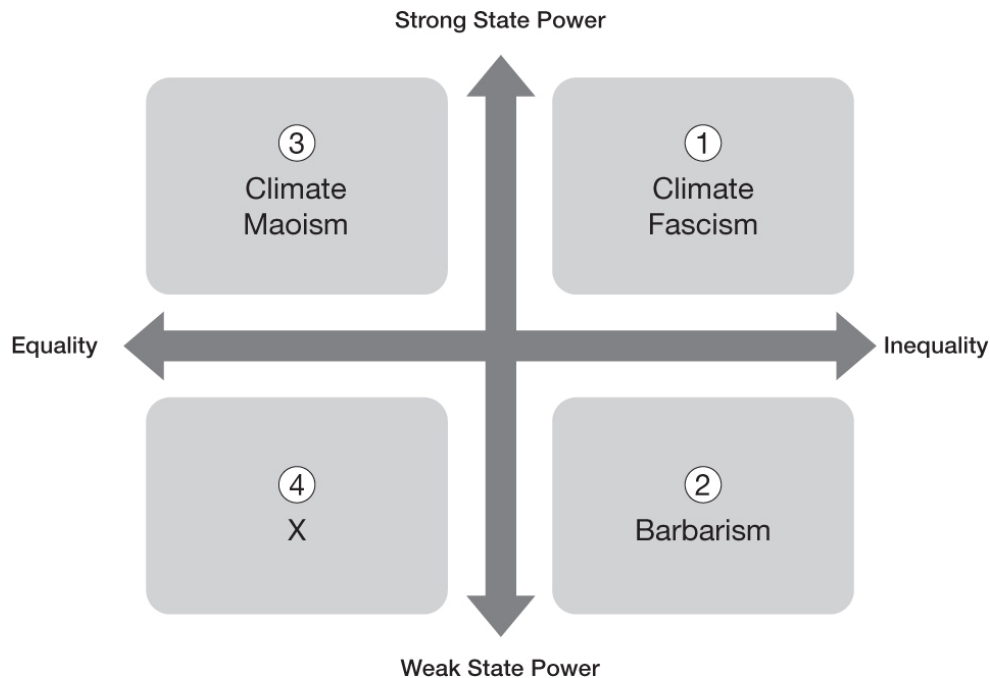 Strong State Power
3
Climate
Maoism
1
Climate
Fascism
Equality
Inequality
4
X
2
Barbarism
Weak State Power